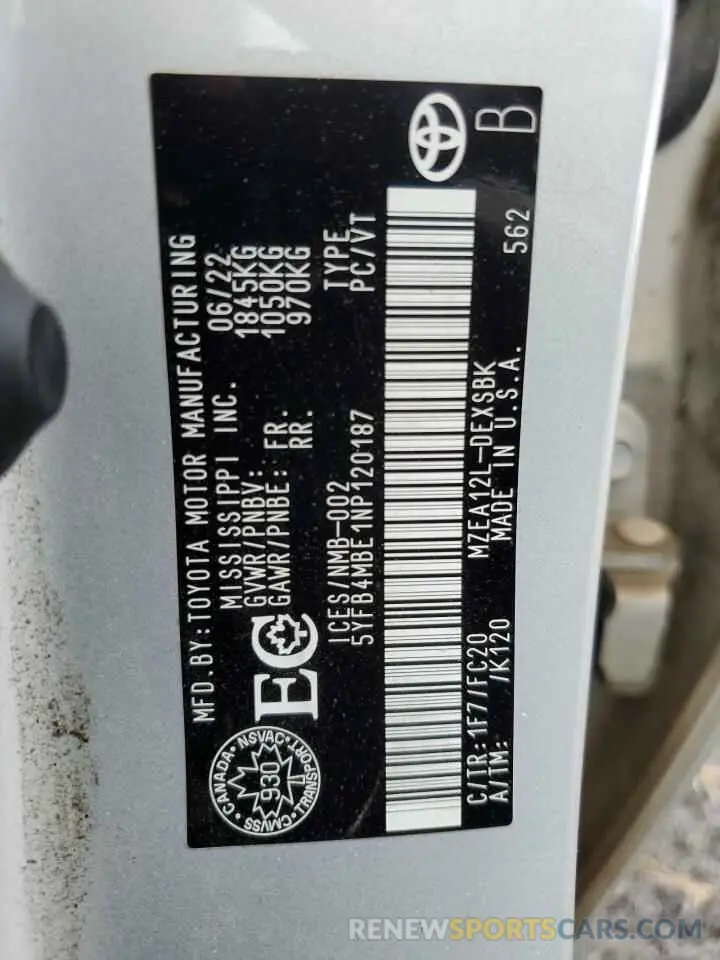 MFD.BY:TOYOTA MOTOR MANUFACTURING
MISSISSIPPI INC. 06/22
GVWR/PNBV: 1845KG
GAWR/PNBE: FR. 1050KG
RR. 970KG
ICES/NMB-002 TYPE
5YFB4MBE1NP120187 PC/VT
CANADA
NSVAC
TRANSPORT
CMVSS
930
EC
C/TR:1F7/FC20 MZEA12L-DEXSBK
A/TM: /K120 MADE IN U.S.A. 562
B
RENEWSPORTSCARS.COM